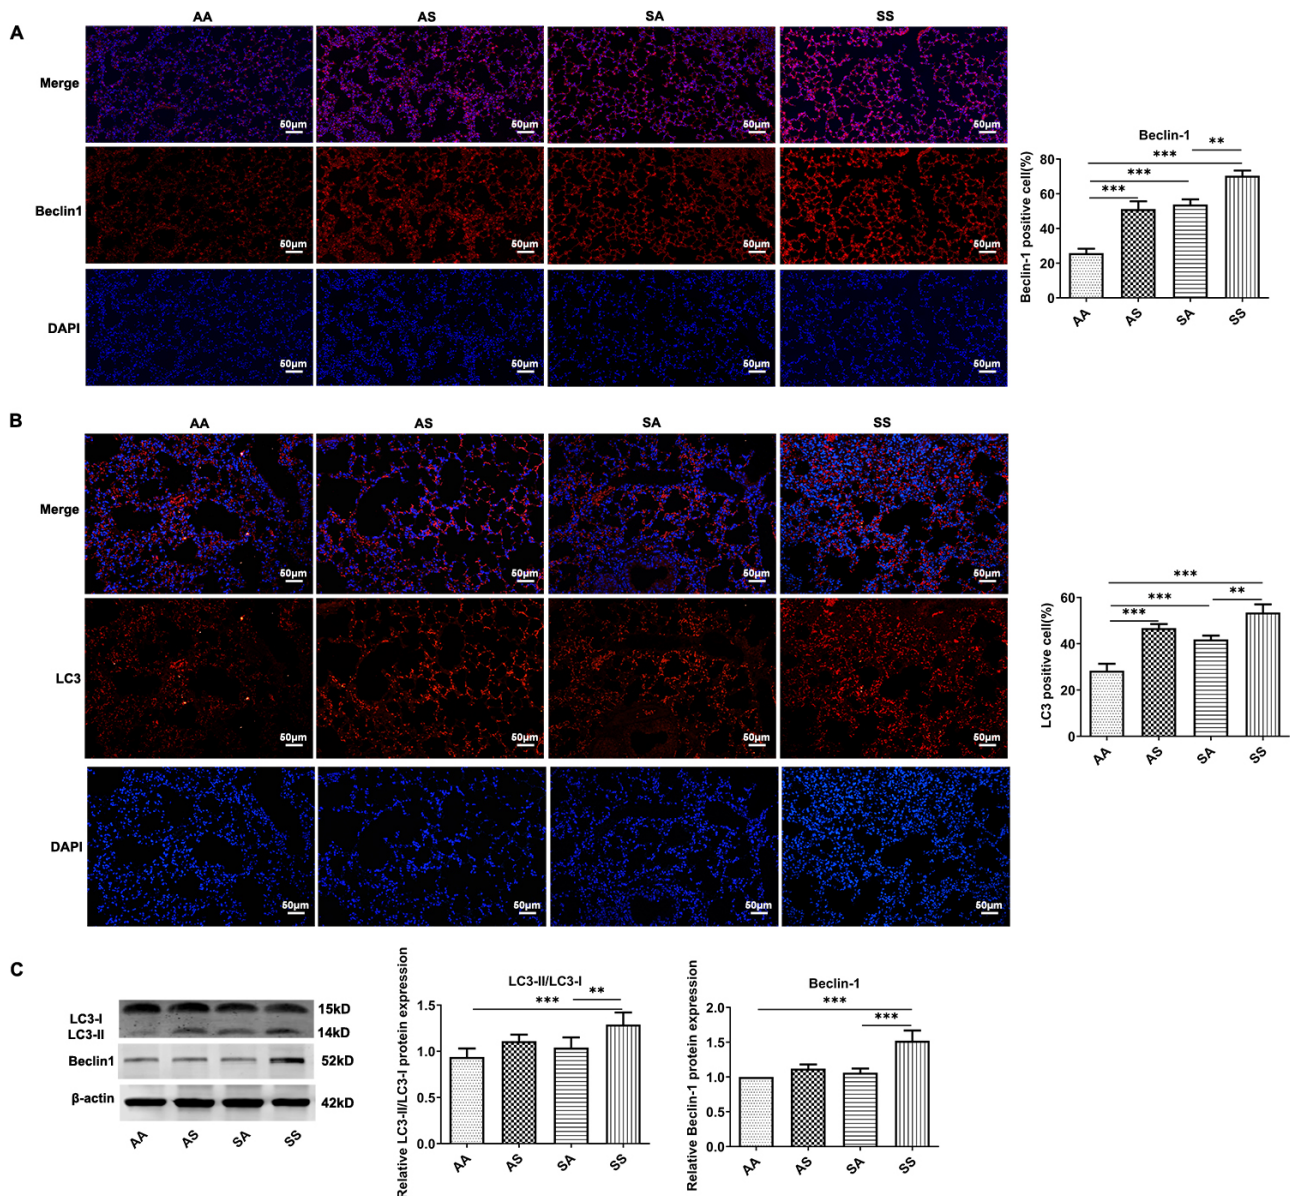 A
AA AS SA SS
Merge
50μm 50μm 50μm 50μm
Beclin1
50μm 50μm 50μm 50μm
DAPI
50μm 50μm 50μm 50μm
Beclin-1
*** **
***
***
Beclin-1 positive cell(%)
80
60
40
20
0
AA AS SA SS
B
AA AS SA SS
Merge
50μm 50μm 50μm 50μm
LC3
50μm 50μm 50μm 50μm
DAPI
50μm 50μm 50μm 50μm
***
*** **
***
LC3 positive cell(%)
60
40
20
0
AA AS SA SS
C
LC3-I 15kD
LC3-II 14kD
Beclin1 52kD
β-actin 42kD
AA AS SA SS
LC3-II/LC3-I
*** **
Relative LC3-II/LC3-I protein expression
1.5
1.0
0.5
0.0
AA AS SA SS
Beclin-1
***
***
Relative Beclin-1 protein expression
2.0
1.5
1.0
0.5
0.0
AA AS SA SS